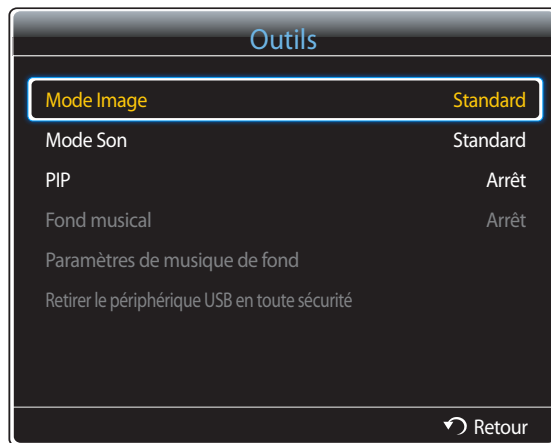 Outils
Mode Image Standard
Mode Son Standard
PIP Arrêt
Fond musical Arrêt
Paramètres de musique de fond
Retirer le périphérique USB en toute sécurité
Retour